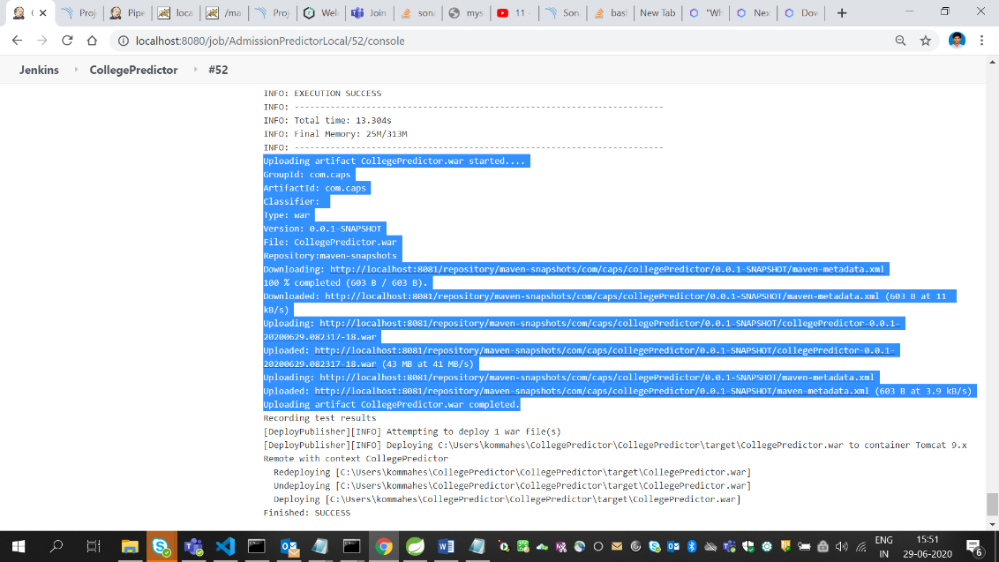 ( 
Proj
Pipe
loca
/ma
Proj
Wel
Join
sona
mys
11 -
Son
bas
New Tab
"Wh
Nex
Dov
localhost:8080/job/AdmissionPredictorLocal/52/console
Jenkins
CollegePredictor
#52
INFO: EXECUTION SUCCESS
INFO: ------------------------------------------------------------------------
INFO: Total time: 13.304s
INFO: Final Memory: 25M/313M
INFO: ------------------------------------------------------------------------
Uploading artifact CollegePredictor.war started....
GroupId: com.caps
ArtifactId: com.caps
Classifier:
Type: war
Version: 0.0.1-SNAPSHOT
File: CollegePredictor.war
Repository:maven-snapshots
Downloading: http://localhost:8081/repository/maven-snapshots/com/caps/collegePredictor/0.0.1-SNAPSHOT/maven-metadata.xml
100 % completed (603 B / 603 B).
Downloaded: http://localhost:8081/repository/maven-snapshots/com/caps/collegePredictor/0.0.1-SNAPSHOT/maven-metadata.xml (603 B at 11
kB/s)
Uploading: http://localhost:8081/repository/maven-snapshots/com/caps/collegePredictor/0.0.1-SNAPSHOT/collegePredictor-0.0.1-
20200629.082317-18.war
Uploaded: http://localhost:8081/repository/maven-snapshots/com/caps/collegePredictor/0.0.1-SNAPSHOT/collegePredictor-0.0.1-
20200629.082317-18.war (43 MB at 41 MB/s)
Uploading: http://localhost:8081/repository/maven-snapshots/com/caps/collegePredictor/0.0.1-SNAPSHOT/maven-metadata.xml
Uploaded: http://localhost:8081/repository/maven-snapshots/com/caps/collegePredictor/0.0.1-SNAPSHOT/maven-metadata.xml (603 B at 3.9 kB/s)
Uploading artifact CollegePredictor.war completed.
Recording test results
[DeployPublisher][INFO] Attempting to deploy 1 war file(s)
[DeployPublisher][INFO] Deploying C:\Users\kommahes\CollegePredictor\CollegePredictor\target\CollegePredictor.war to container Tomcat 9.x
Remote with context CollegePredictor
Redeploying [C:\Users\kommahes\CollegePredictor\CollegePredictor\target\CollegePredictor.war]
Undeploying [C:\Users\kommahes\CollegePredictor\CollegePredictor\target\CollegePredictor.war]
Deploying [C:\Users\kommahes\CollegePredictor\CollegePredictor\target\CollegePredictor.war]
Finished: SUCCESS
ENG
IN
15:51
29-06-2020
6